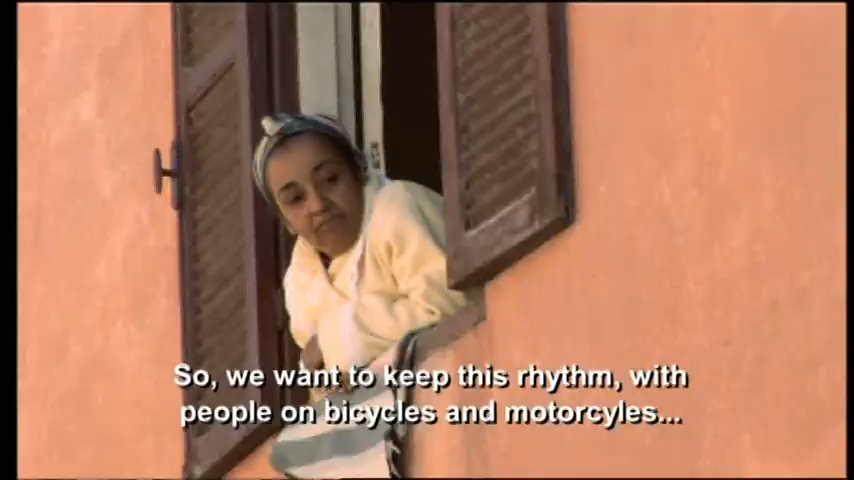 So, we want to keep this rhythm, with
people on bicycles and motorcyles...